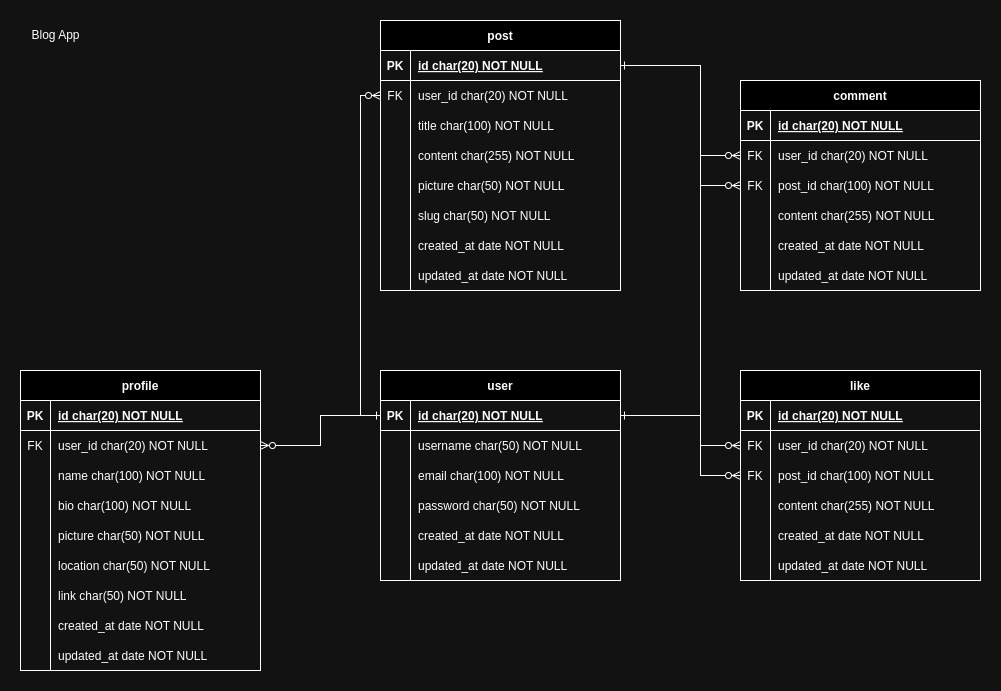 Blog App
post
PK id char(20) NOT NULL
FK user_id char(20) NOT NULL
title char(100) NOT NULL
content char(255) NOT NULL
picture char(50) NOT NULL
slug char(50) NOT NULL
created_at date NOT NULL
updated_at date NOT NULL
comment
PK id char(20) NOT NULL
FK user_id char(20) NOT NULL
FK post_id char(100) NOT NULL
content char(255) NOT NULL
created_at date NOT NULL
updated_at date NOT NULL
profile
PK id char(20) NOT NULL
FK user_id char(20) NOT NULL
name char(100) NOT NULL
bio char(100) NOT NULL
picture char(50) NOT NULL
location char(50) NOT NULL
link char(50) NOT NULL
created_at date NOT NULL
updated_at date NOT NULL
user
PK id char(20) NOT NULL
username char(50) NOT NULL
email char(100) NOT NULL
password char(50) NOT NULL
created_at date NOT NULL
updated_at date NOT NULL
like
PK id char(20) NOT NULL
FK user_id char(20) NOT NULL
FK post_id char(100) NOT NULL
content char(255) NOT NULL
created_at date NOT NULL
updated_at date NOT NULL